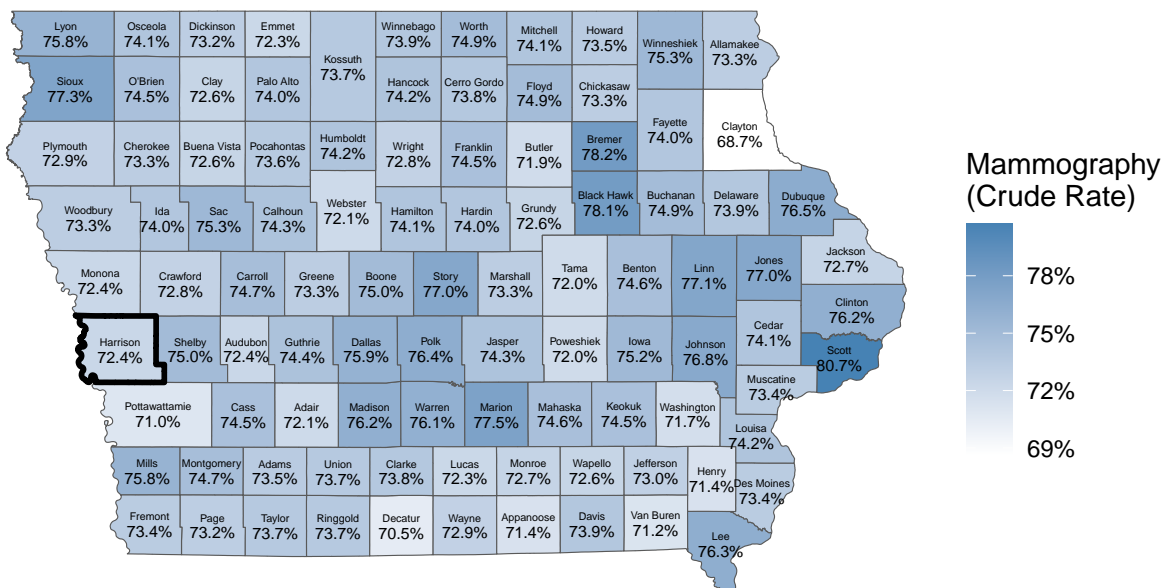 Lyon
75.8%
Osceola
74.1%
Dickinson
73.2%
Emmet
72.3%
Kossuth
73.7%
Winnebago
73.9%
Worth
74.9%
Mitchell
74.1%
Howard
73.5%
Winneshiek
75.3%
Allamakee
73.3%
Sioux
77.3%
O'Brien
74.5%
Clay
72.6%
Palo Alto
74.0%
Hancock
74.2%
Cerro Gordo
73.8%
Floyd
74.9%
Chickasaw
73.3%
Fayette
74.0%
Clayton
68.7%
Plymouth
72.9%
Cherokee
73.3%
Buena Vista
72.6%
Pocahontas
73.6%
Humboldt
74.2%
Wright
72.8%
Franklin
74.5%
Butler
71.9%
Bremer
78.2%
Woodbury
73.3%
Ida
74.0%
Sac
75.3%
Calhoun
74.3%
Webster
72.1%
Hamilton
74.1%
Hardin
74.0%
Grundy
72.6%
Black Hawk
78.1%
Buchanan
74.9%
Delaware
73.9%
Dubuque
76.5%
Monona
72.4%
Crawford
72.8%
Carroll
74.7%
Greene
73.3%
Boone
75.0%
Story
77.0%
Marshall
73.3%
Tama
72.0%
Benton
74.6%
Linn
77.1%
Jones
77.0%
Jackson
72.7%
Clinton
76.2%
Harrison
72.4%
Shelby
75.0%
Audubon
72.4%
Guthrie
74.4%
Dallas
75.9%
Polk
76.4%
Jasper
74.3%
Poweshiek
72.0%
Iowa
75.2%
Johnson
76.8%
Cedar
74.1%
Scott
80.7%
Muscatine
73.4%
Pottawattamie
71.0%
Cass
74.5%
Adair
72.1%
Madison
76.2%
Warren
76.1%
Marion
77.5%
Mahaska
74.6%
Keokuk
74.5%
Washington
71.7%
Louisa
74.2%
Mills
75.8%
Montgomery
74.7%
Adams
73.5%
Union
73.7%
Clarke
73.8%
Lucas
72.3%
Monroe
72.7%
Wapello
72.6%
Jefferson
73.0%
Henry
71.4%
Des Moines
73.4%
Fremont
73.4%
Page
73.2%
Taylor
73.7%
Ringgold
73.7%
Decatur
70.5%
Wayne
72.9%
Appanoose
71.4%
Davis
73.9%
Van Buren
71.2%
Lee
76.3%
Mammography
(Crude Rate)
78%
75%
72%
69%